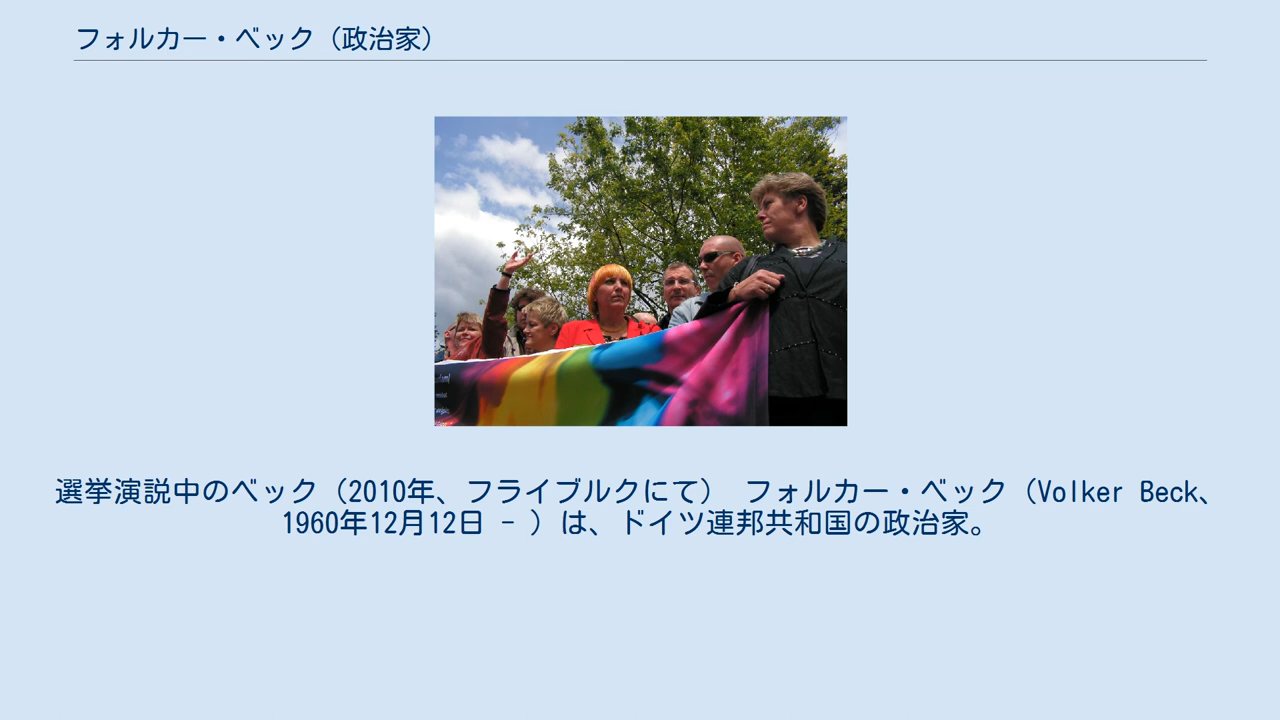 フォルカー・ベック（政治家）
選挙演説中のベック（2010年、フライブルクにて） フォルカー・ベック（Volker Beck、
1960年12月12日 - ）は、ドイツ連邦共和国の政治家。